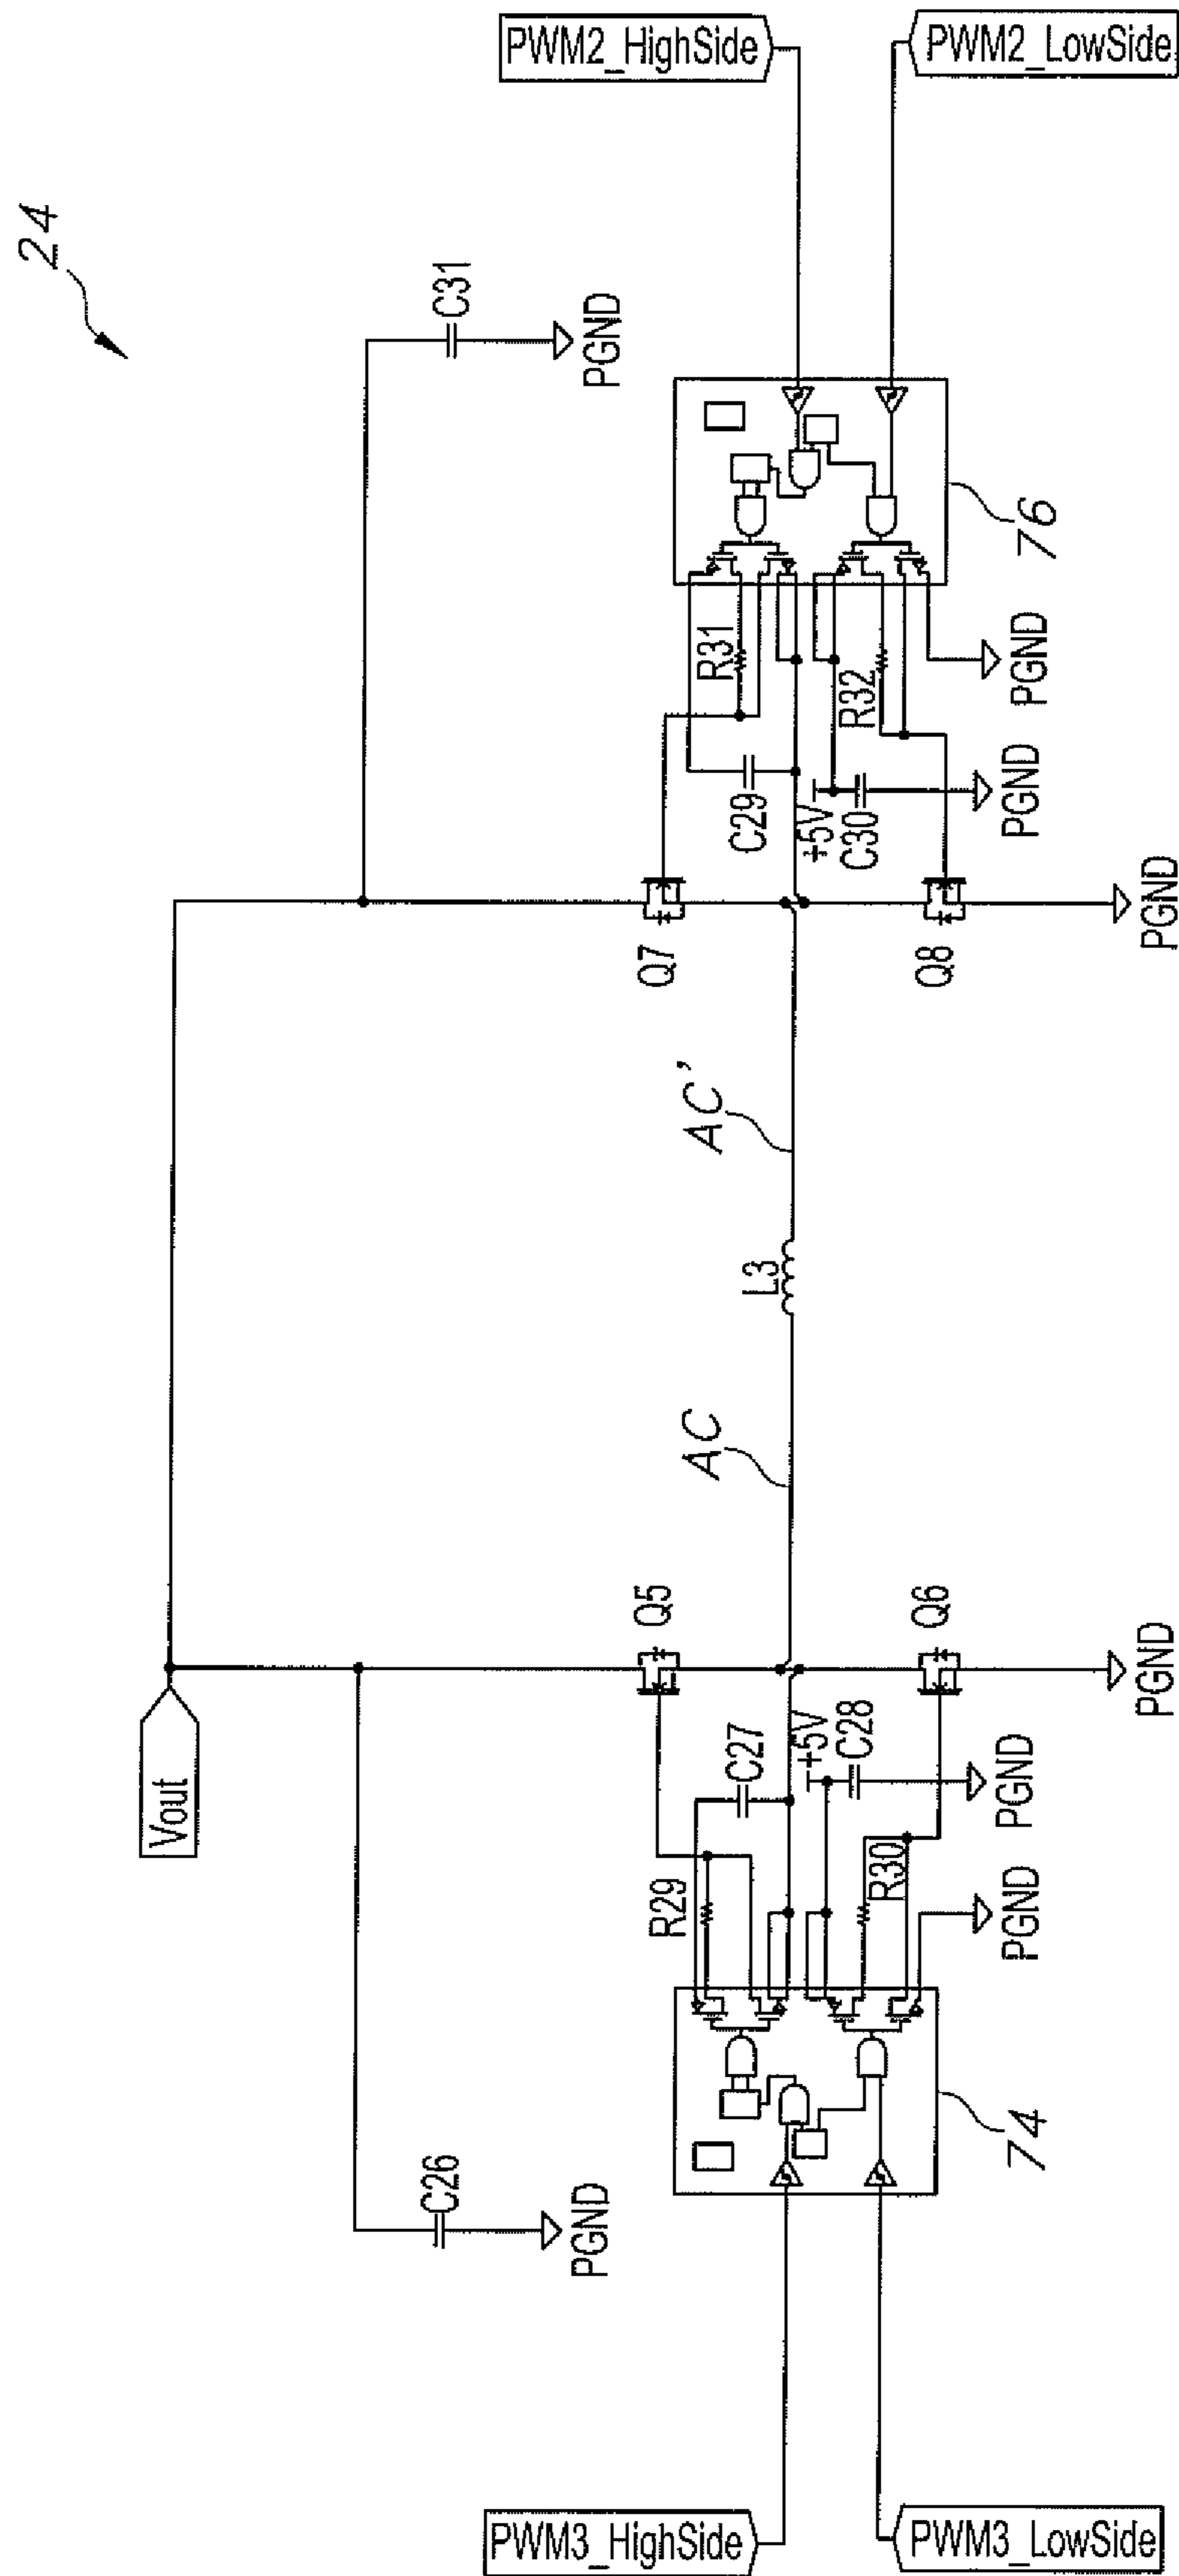 24
PWM2_HighSide
PWM2_LowSide
C31
PGND
76
R31
R32
PGND
C29
+5V
C30
PGND
Q7
Q8
PGND
AC'
L3
AC
Vout
Q5
Q6
PGND
C27
+5V
C28
PGND
R29
R30
PGND
74
C26
PGND
PWM3_HighSide
PWM3_LowSide